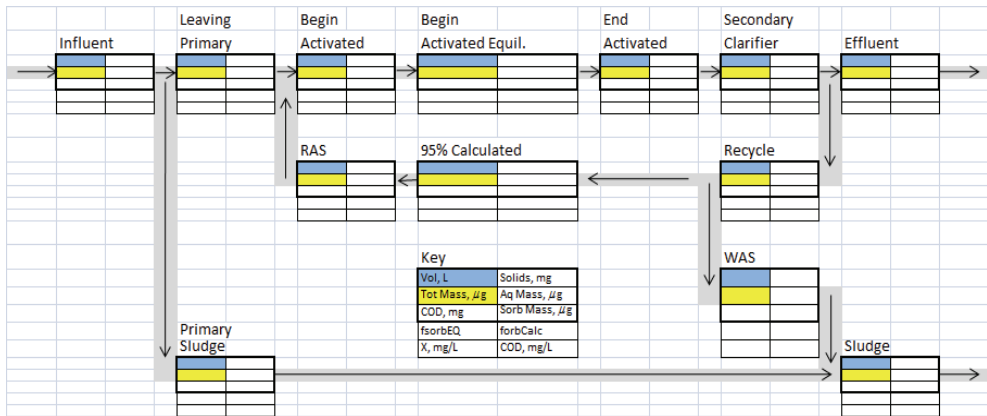 Leaving Begin Begin End Secondary
Influent Primary Activated Activated Equil. Activated Clarifier Effluent
RAS 95% Calculated Recycle
Key WAS
Vol, L Solids, mg
Tot Mass, µg Aq Mass, µg
COD, mg Sorb Mass, µg
fsorbEQ forbCalc
X, mg/L COD, mg/L
Primary
Sludge Sludge